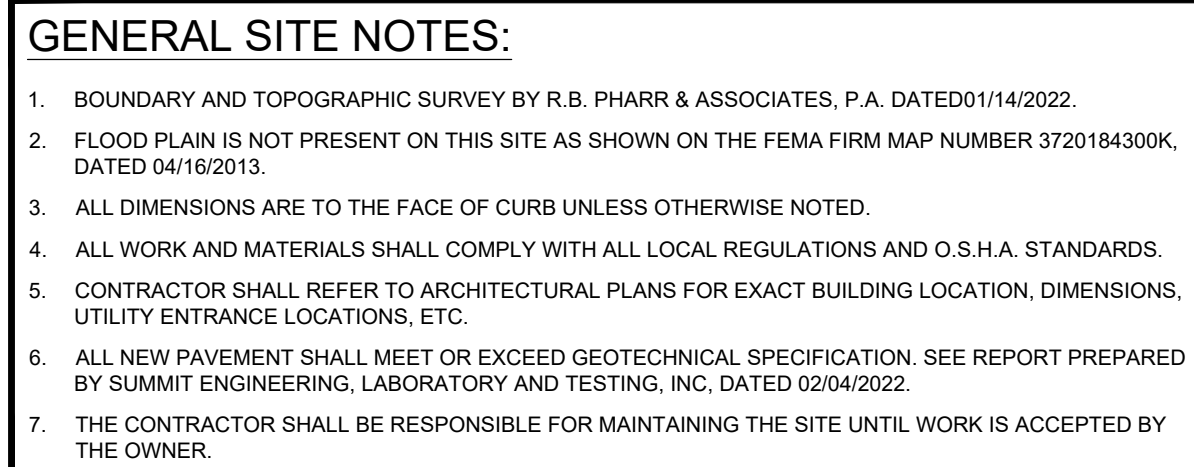 GENERAL SITE NOTES:
1. BOUNDARY AND TOPOGRAPHIC SURVEY BY R.B. PHARR & ASSOCIATES, P.A. DATED01/14/2022.
2. FLOOD PLAIN IS NOT PRESENT ON THIS SITE AS SHOWN ON THE FEMA FIRM MAP NUMBER 3720184300K,
DATED 04/16/2013.
3. ALL DIMENSIONS ARE TO THE FACE OF CURB UNLESS OTHERWISE NOTED.
4. ALL WORK AND MATERIALS SHALL COMPLY WITH ALL LOCAL REGULATIONS AND O.S.H.A. STANDARDS.
5. CONTRACTOR SHALL REFER TO ARCHITECTURAL PLANS FOR EXACT BUILDING LOCATION, DIMENSIONS,
UTILITY ENTRANCE LOCATIONS, ETC.
6. ALL NEW PAVEMENT SHALL MEET OR EXCEED GEOTECHNICAL SPECIFICATION. SEE REPORT PREPARED
BY SUMMIT ENGINEERING, LABORATORY AND TESTING, INC, DATED 02/04/2022.
7. THE CONTRACTOR SHALL BE RESPONSIBLE FOR MAINTAINING THE SITE UNTIL WORK IS ACCEPTED BY
THE OWNER.